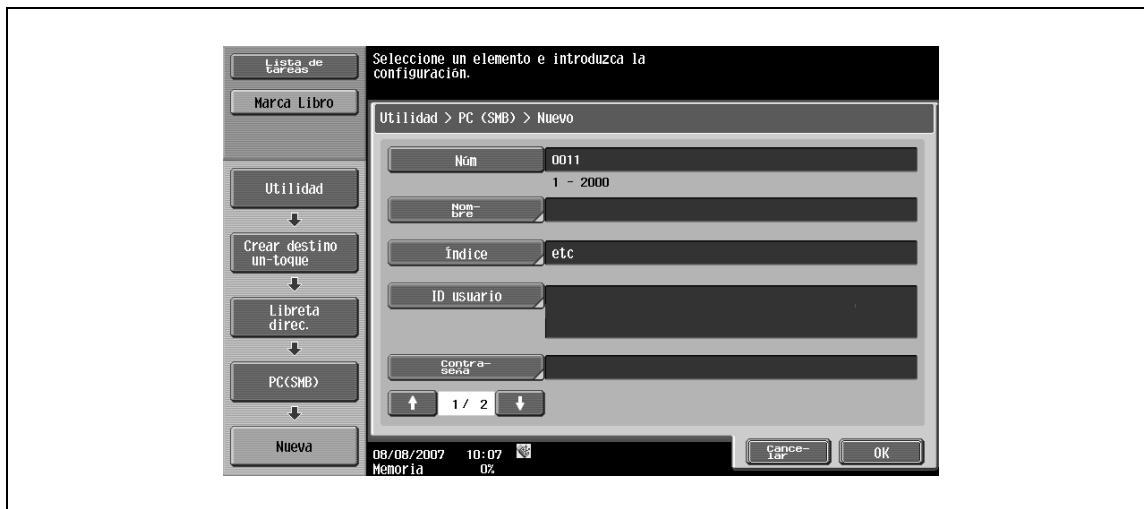 Lista de
tareas
Seleccione un elemento e introduzca la
configuración.
Marca Libro
Utilidad > PC (SMB) > Nuevo
Núm
0011
1 - 2000
Utilidad
Nom-
bre
Crear destino
un-toque
Índice
etc
ID usuario
Libreta
direc.
Contra-
seña
PC(SMB)
1/ 2
Nueva
08/08/2007 10:07
Memoria 0%
Cance-
lar
OK